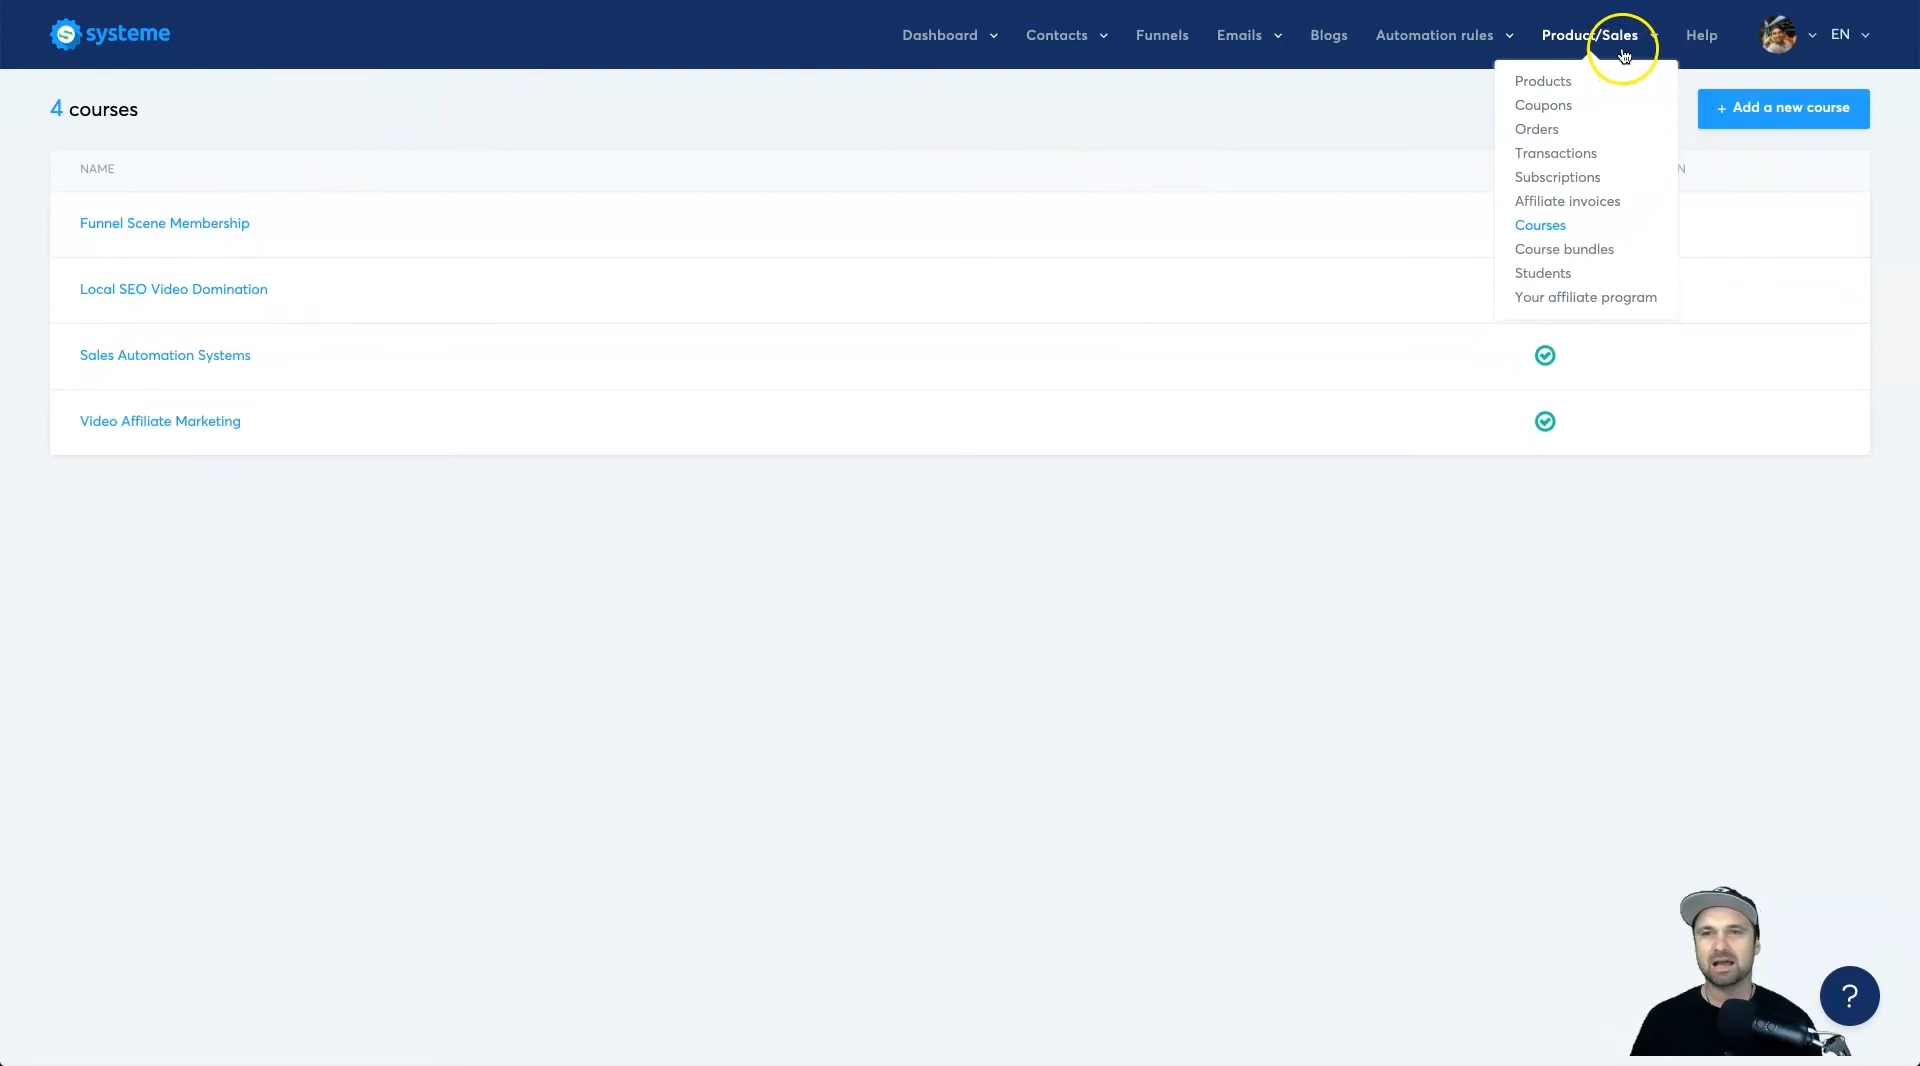 systeme
Dashboard
Contacts
Funnels
Emails
Blogs
Automation rules
Product/Sales
Help
EN
4 courses
Products
Coupons
Orders
Transactions
Subscriptions
Affiliate invoices
Courses
Course bundles
Students
Your affiliate program
+ Add a new course
NAME
N
Funnel Scene Membership
Local SEO Video Domination
Sales Automation Systems
Video Affiliate Marketing
?